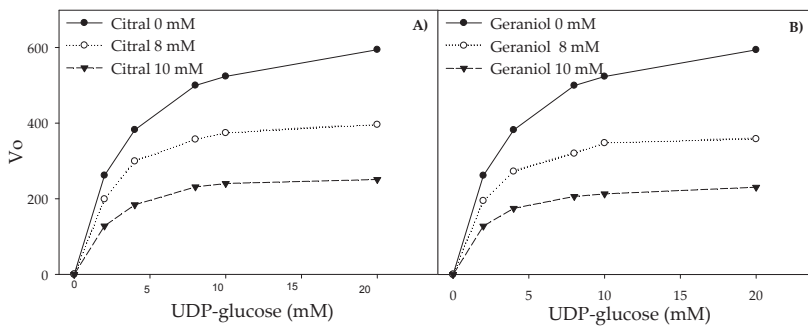 Citral 0 mM
Citral 8 mM
Citral 10 mM
A)
600
400
200
0
Vo
0 5 10 15 20
UDP-glucose (mM)
Geraniol 0 mM
Geraniol 8 mM
Geraniol 10 mM
B)
0 5 10 15 20
UDP-glucose (mM)